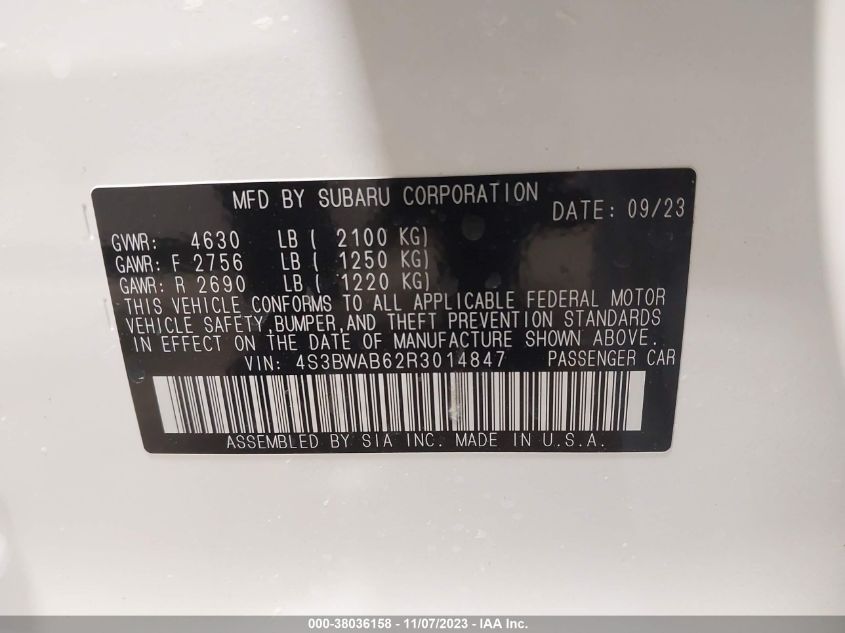 MFD BY SUBARU CORPORATION DATE: 09/23
GVWR: 4630 LB ( 2100 KG)
GAWR: F 2756 LB ( 1250 KG)
GAWR: R 2690 LB ( 1220 KG)
THIS VEHICLE CONFORMS TO ALL APPLICABLE FEDERAL MOTOR
VEHICLE SAFETY,BUMPER,AND THEFT PREVENTION STANDARDS
IN EFFECT ON THE DATE OF MANUFACTURE SHOWN ABOVE.
VIN: 4S3BWAB62R3014847 PASSENGER CAR
ASSEMBLED BY SIA INC. MADE IN U.S.A.
000-38036158 - 11/07/2023 - IAA Inc.